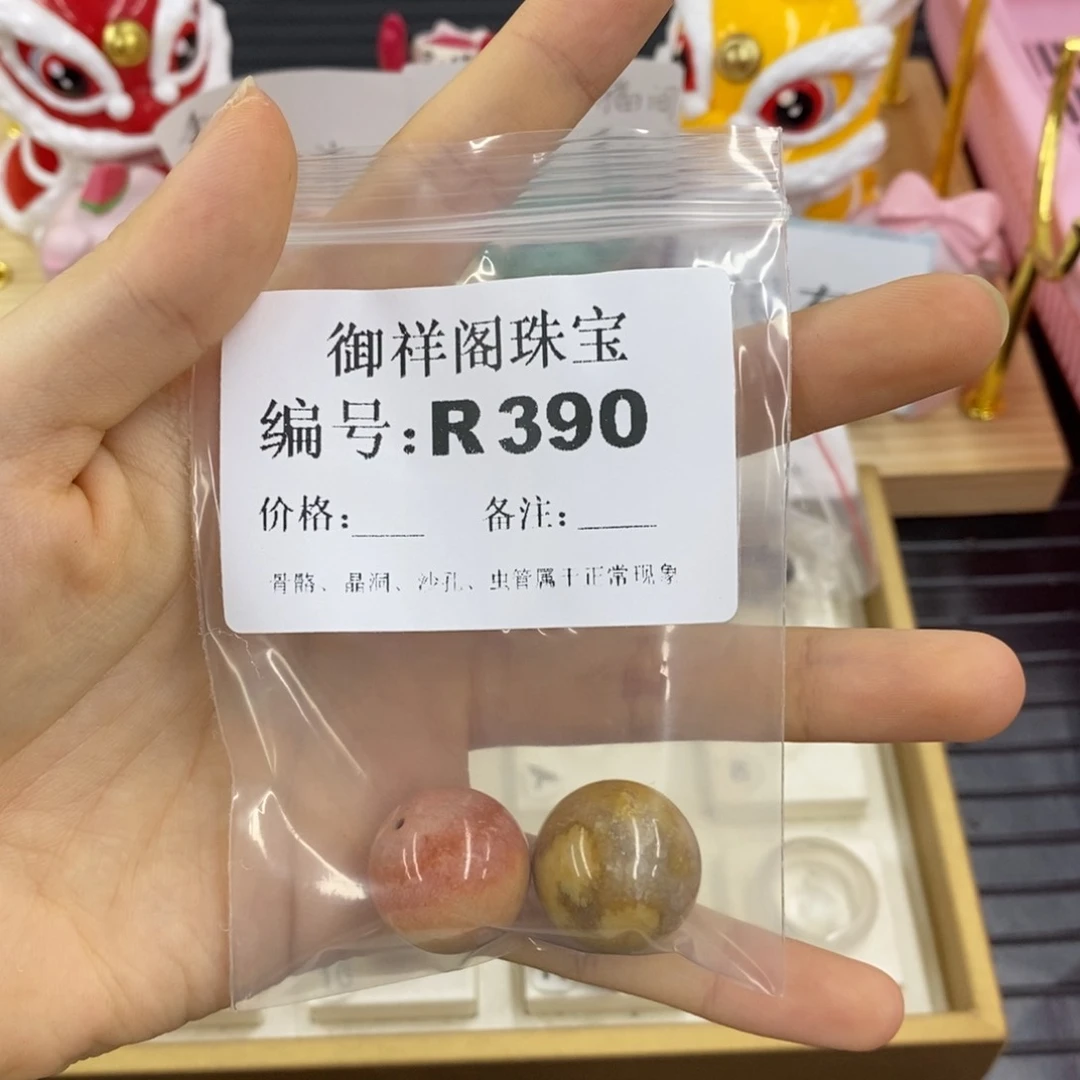 御祥阁珠宝
编号:R390
价格:____ 备注:_____
骨骼、晶洞、沙孔、虫管属于正常现象